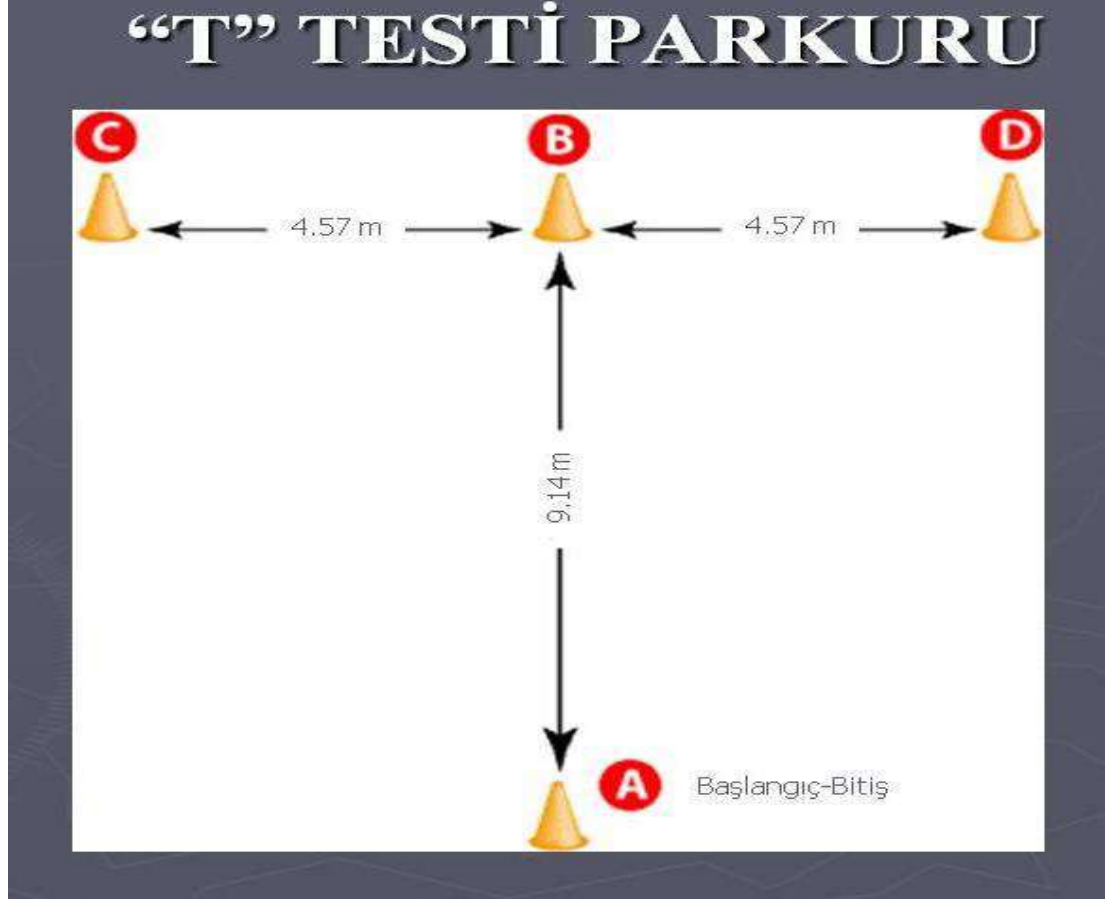 “T” TESTİ PARKURU
C B D
4.57 m 4.57 m
9.14 m
A Başlangıç-Bitiş